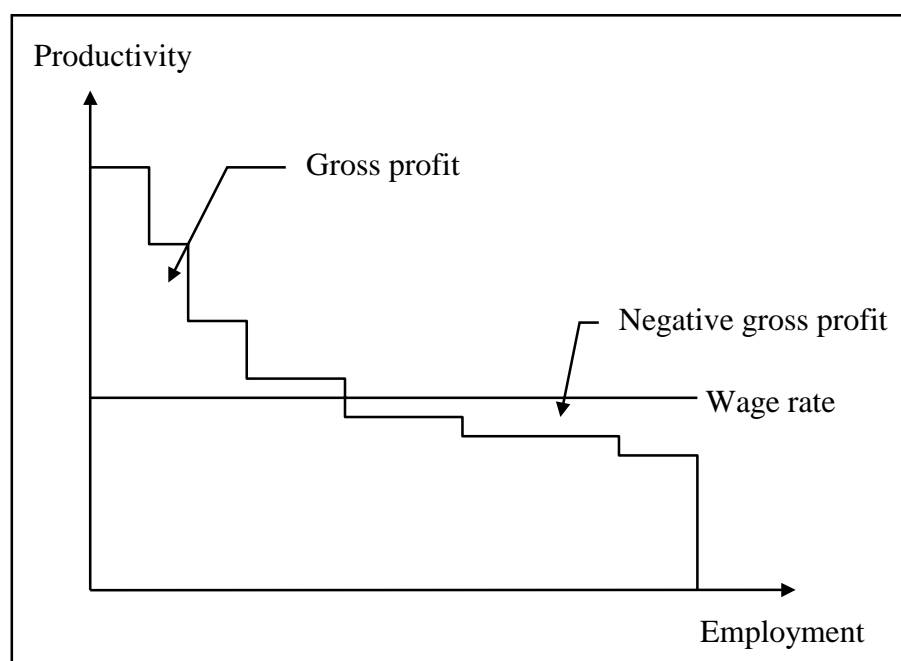 Productivity
Gross profit
Negative gross profit
Wage rate
Employment